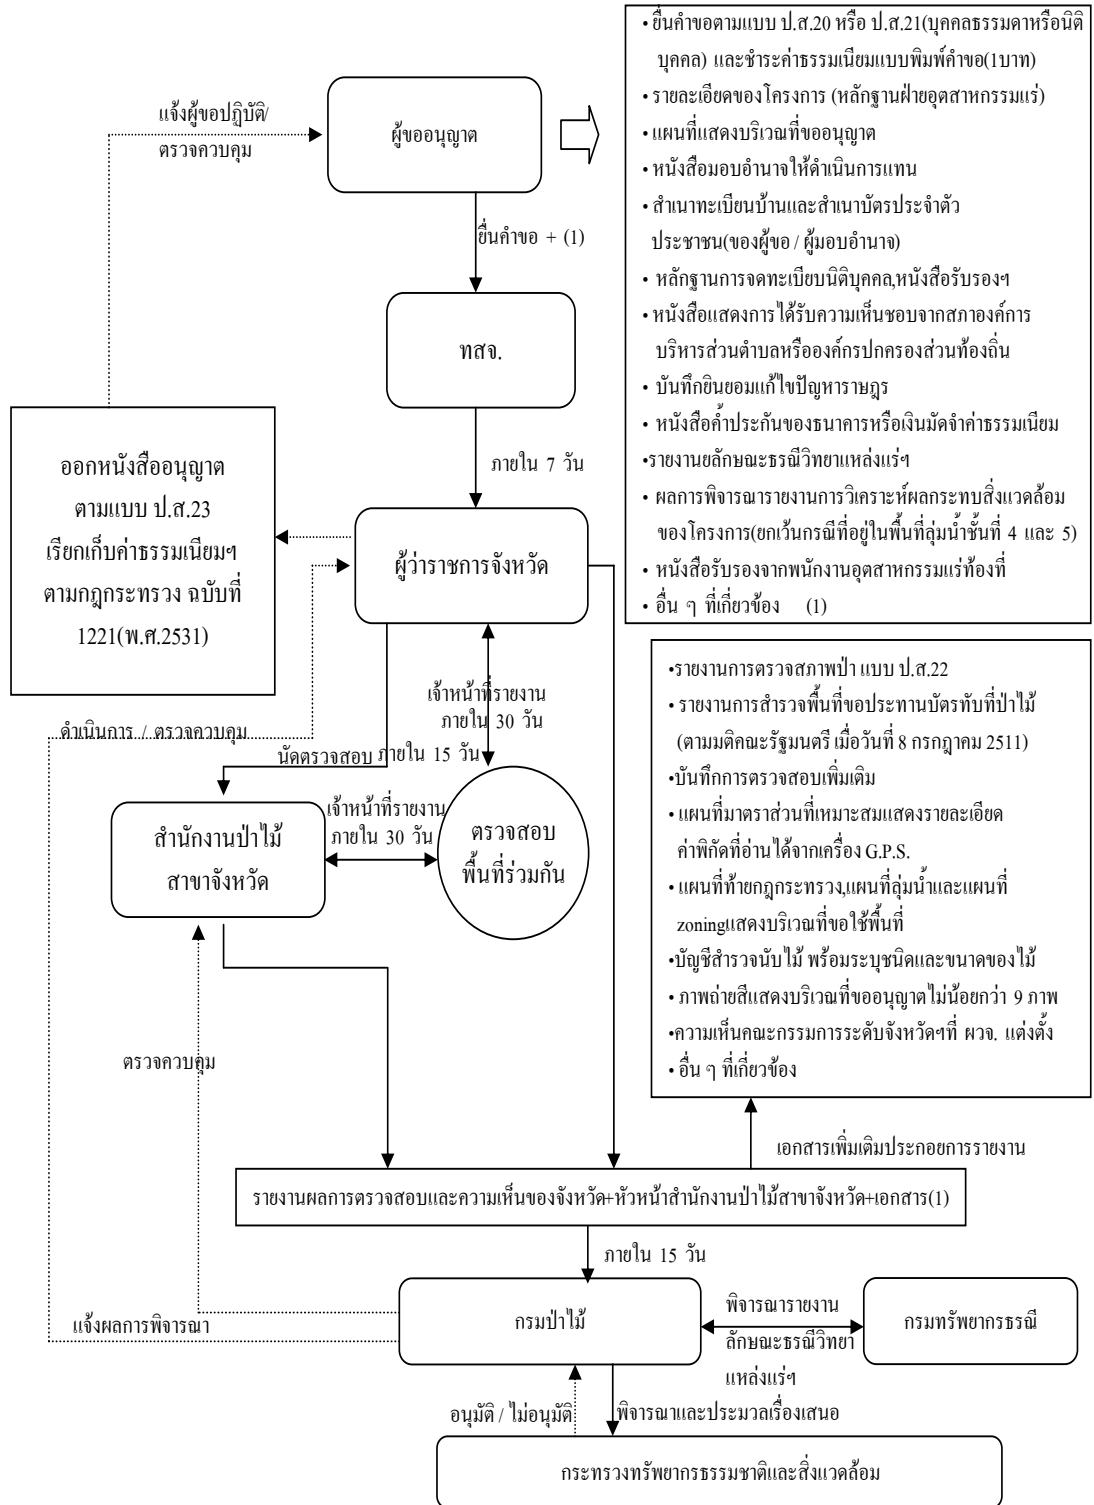 • ยื่นคำขอตามแบบ ป.ส.20 หรือ ป.ส.21(บุคคลธรรมดาหรือนิติ
บุคคล) และชำระค่าธรรมเนียมแบบพิมพ์คำขอ(1บาท)
• รายละเอียดของโครงการ (หลักฐานฝ่ายอุตสาหกรรมแร่)
• แผนที่แสดงบริเวณที่ขออนุญาต
• หนังสือมอบอำนาจให้ดำเนินการแทน
• สำเนาทะเบียนบ้านและสำเนาบัตรประจำตัว
ประชาชน(ของผู้ขอ / ผู้มอบอำนาจ)
• หลักฐานการจดทะเบียบนิติบุคคล,หนังสือรับรองฯ
• หนังสือแสดงการได้รับความเห็นชอบจากสภาองค์การ
บริหารส่วนตำบลหรือองค์กรปกครองส่วนท้องถิ่น
• บันทึกยินยอมแก้ไขปัญหาราษฎร
• หนังสือค้ำประกันของธนาคารหรือเงินมัดจำค่าธรรมเนียม
•รายงานยลักษณะธรณีวิทยาแหล่งแร่ฯ
• ผลการพิจารณารายงานการวิเคราะห์ผลกระทบสิ่งแวดล้อม
ของโครงการ(ยกเว้นกรณีที่อยู่ในพื้นที่ลุ่มน้ำชั้นที่ 4 และ 5)
• หนังสือรับรองจากพนักงานอุตสาหกรรมแร่ท้องที่
• อื่น ๆ ที่เกี่ยวข้อง (1)
แจ้งผู้ขอปฏิบัติ/
ตรวจควบคุม
ผู้ขออนุญาต
ยื่นคำขอ + (1)
ทสจ.
ภายใน 7 วัน
ออกหนังสืออนุญาต
ตามแบบ ป.ส.23
เรียกเก็บค่าธรรมเนียมฯ
ตามกฎกระทรวง ฉบับที่
1221(พ.ศ.2531)
ผู้ว่าราชการจังหวัด
เจ้าหน้าที่รายงาน
ภายใน 30 วัน
ดำเนินการ / ตรวจควบคุม
นัดตรวจสอบ ภายใน 15 วัน
เจ้าหน้าที่รายงาน
ภายใน 30 วัน
สำนักงานป่าไม้
สาขาจังหวัด
ตรวจสอบ
พื้นที่ร่วมกัน
•รายงานการตรวจสภาพป่า แบบ ป.ส.22
• รายงานการสำรวจพื้นที่ขอประทานบัตรทับที่ป่าไม้
(ตามมติคณะรัฐมนตรี เมื่อวันที่ 8 กรกฎาคม 2511)
•บันทึกการตรวจสอบเพิ่มเติม
• แผนที่มาตราส่วนที่เหมาะสมแสดงรายละเอียด
ค่าพิกัดที่อ่านได้จากเครื่อง G.P.S.
• แผนที่ท้ายกฎกระทรวง,แผนที่ลุ่มน้ำและแผนที่
zoningแสดงบริเวณที่ขอใช้พื้นที่
•บัญชีสำรวจนับไม้ พร้อมระบุชนิดและขนาดของไม้
• ภาพถ่ายสีแสดงบริเวณที่ขออนุญาตไม่น้อยกว่า 9 ภาพ
•ความเห็นคณะกรรมการระดับจังหวัดฯที่ ผวจ. แต่งตั้ง
• อื่น ๆ ที่เกี่ยวข้อง
ตรวจควบคุม
เอกสารเพิ่มเติมประกอยการรายงาน
รายงานผลการตรวจสอบและความเห็นของจังหวัด+หัวหน้าสำนักงานป่าไม้สาขาจังหวัด+เอกสาร(1)
ภายใน 15 วัน
แจ้งผลการพิจารณา
กรมป่าไม้
พิจารณารายงาน
ลักษณะธรณีวิทยา
แหล่งแร่ฯ
กรมทรัพยากรธรณี
อนุมัติ / ไม่อนุมัติ
พิจารณาและประมวลเรื่องเสนอ
กระทรวงทรัพยากรธรรมชาติและสิ่งแวดล้อม